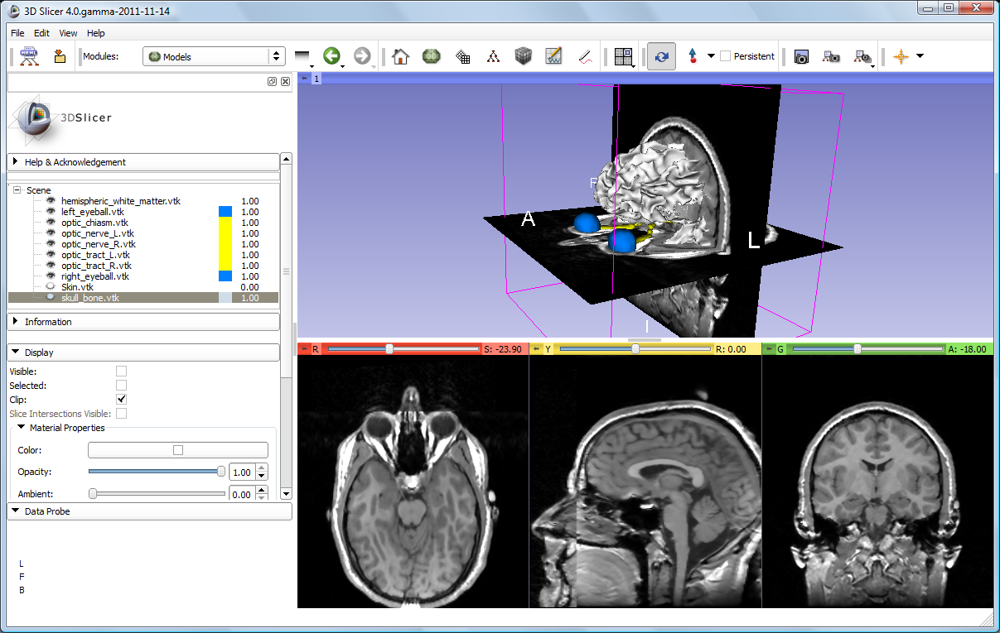 3D Slicer 4.0.gamma-2011-11-14
File Edit View Help
Modules: Models Persistent
1
3DSlicer
Help & Acknowledgement
Scene
hemispheric_white_matter.vtk 1.00
left_eyeball.vtk 1.00
optic_chiasm.vtk 1.00
optic_nerve_L.vtk 1.00
optic_nerve_R.vtk 1.00
optic_tract_L.vtk 1.00
optic_tract_R.vtk 1.00
right_eyeball.vtk 1.00
Skin.vtk 0.00
skull_bone.vtk 1.00
Information
Display
Visible:
Selected:
Clip:
Slice Intersections Visible:
Material Properties
Color:
Opacity: 1.00
Ambient: 0.00
Data Probe
L
F
B
A
L
I
R S: -23.90
Y R: 0.00
G A: -18.00